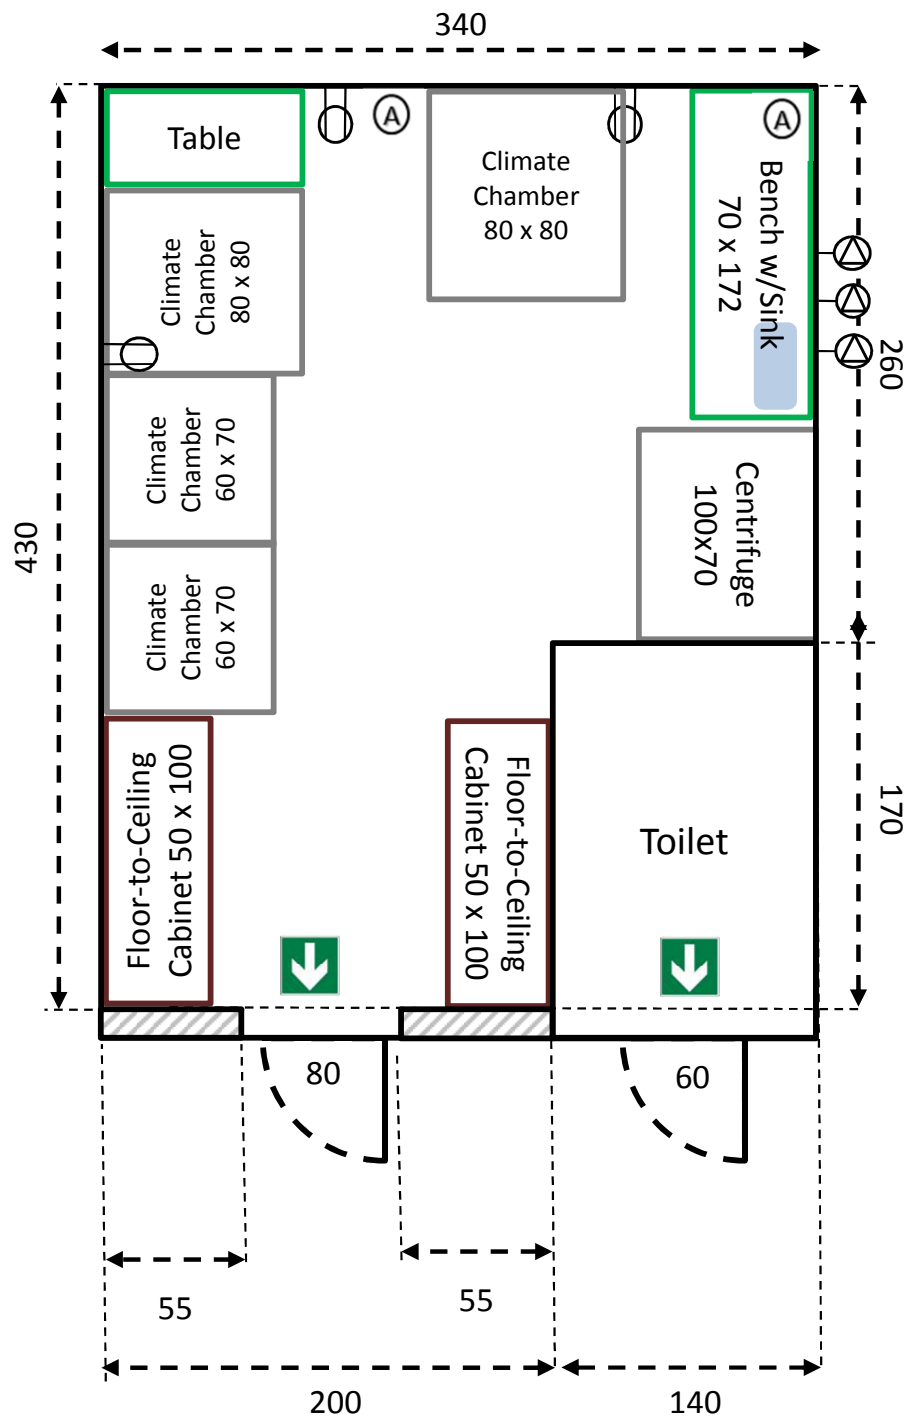 340
Table
A
Climate
Chamber
80 x 80
A
Bench w/Sink
70 x 172
Climate
Chamber
80 x 80
260
Climate
Chamber
60 x 70
Centrifuge
100x70
430
Climate
Chamber
60 x 70
Floor-to-Ceiling
Cabinet 50 x 100
Floor-to-Ceiling
Cabinet 50 x 100
Toilet
170
80
60
55
55
200
140